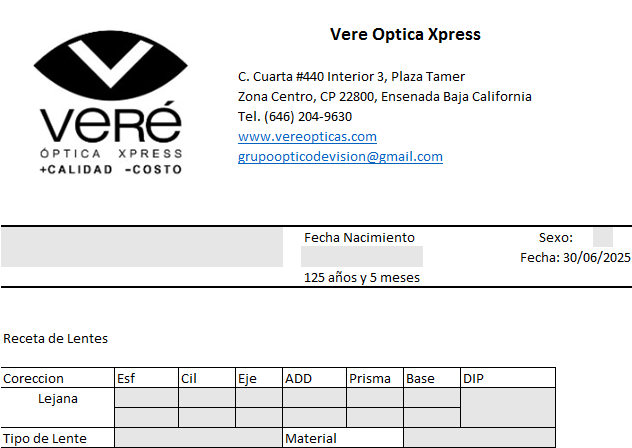 Vere Optica Xpress
VERÉ
ÓPTICA XPRESS
+CALIDAD -COSTO
C. Cuarta #440 Interior 3, Plaza Tamer
Zona Centro, CP 22800, Ensenada Baja California
Tel. (646) 204-9630
www.vereopticas.com
grupoopticodevision@gmail.com
Fecha Nacimiento Sexo:
Fecha: 30/06/2025
125 años y 5 meses
Receta de Lentes
Coreccion Esf Cil Eje ADD Prisma Base DIP
Lejana
Tipo de Lente Material